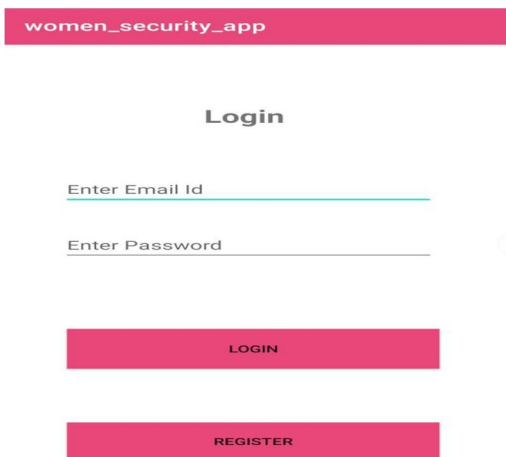 women_security_app
Login
Enter Email Id
Enter Password
LOGIN
REGISTER